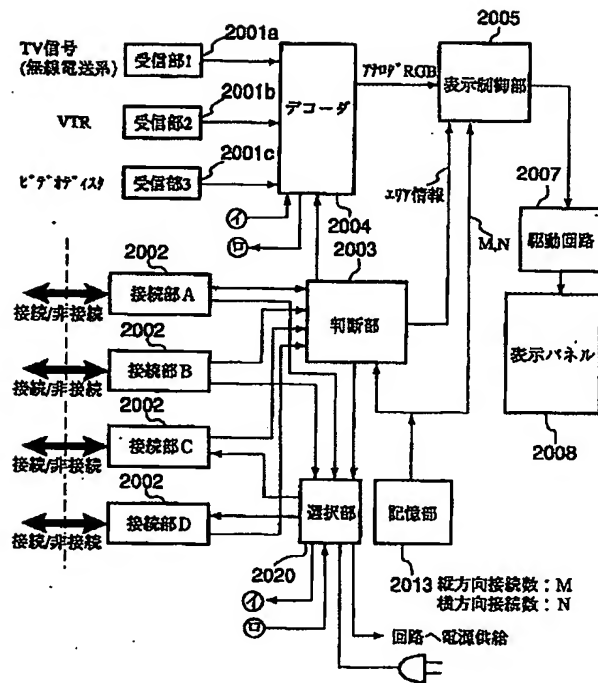 TV信号
(無線電送系)
受信部1
2001a
VTR
受信部2
2001b
ﾋﾞﾃﾞｵﾃﾞｨｽｸ
受信部3
2001c
デコーダ
2004
ｱﾅﾛｸﾞRGB
2005
表示制御部
ｴﾘｱ情報
M,N
2007
駆動回路
表示パネル
2008
㋑
㋺
2003
判断部
2002
接続部A
接続/非接続
2002
接続部B
接続/非接続
2002
接続部C
接続/非接続
2002
接続部D
接続/非接続
選択部
2020
記憶部
2013
縦方向接続数：M
横方向接続数：N
㋑
㋺
回路へ電源供給